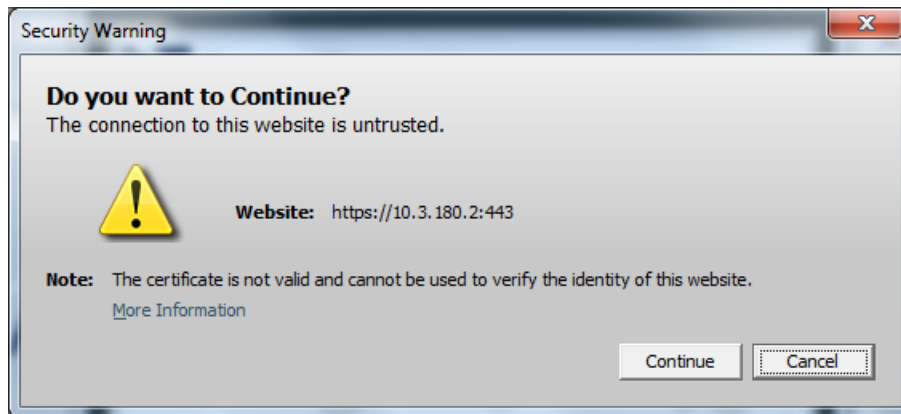 Security Warning
Do you want to Continue?
The connection to this website is untrusted.
Website: https://10.3.180.2:443
Note: The certificate is not valid and cannot be used to verify the identity of this website.
More Information
Continue Cancel